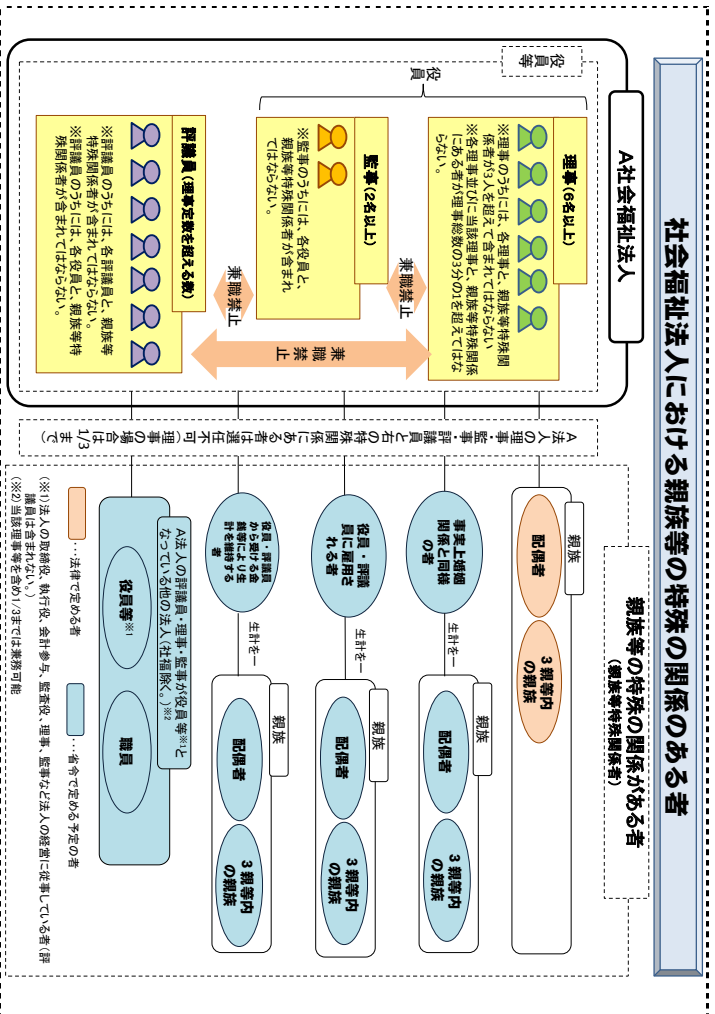 社会福祉法人における親族等の特殊の関係のある者
A社会福祉法人
役員等
役員
理事(6名以上)
※理事のうちには、各理事と、親族等特殊関
係者が3人を超えて含まれてはならない
※各理事並びに当該理事と、親族等特殊関係
にある者が理事総数の3分の1を超えてはな
らない。
兼職禁止
監事(2名以上)
※監事のうちには、各役員と、
親族等特殊関係者が含まれ
てはならない。
兼職禁止
兼職
禁止
評議員(理事定数を超える数)
※評議員のうちには、各評議員と、親族等
特殊関係者が含まれてはならない。
※評議員のうちには、各役員と、親族等特
殊関係者が含まれてはならない。
A法人の理事・監事・評議員と右の特殊関係にある者は選任不可(理事の場合は1/3まで)
親族等の特殊の関係がある者
(親族等特殊関係者)
親族
配偶者
3親等内
の親族
事実上婚姻
関係と同様
の者
生計を一
親族
配偶者
3親等内
の親族
役員・評議
員に雇用さ
れる者
生計を一
親族
配偶者
3親等内
の親族
役員・評議員
から受ける金
銭等により生
計を維持する
者
生計を一
親族
配偶者
3親等内
の親族
A法人の評議員・理事・監事が役員等※1と
なっている他の法人(社福除く。)※2
役員等※1
職員
…法律で定める者
…省令で定める予定の者
(※1)法人の取締役、執行役、会計参与、監査役、理事、監事など法人の経営に従事している者(評
議員は含まれない。)
(※2)当該理事等を含め1/3までは兼務可能